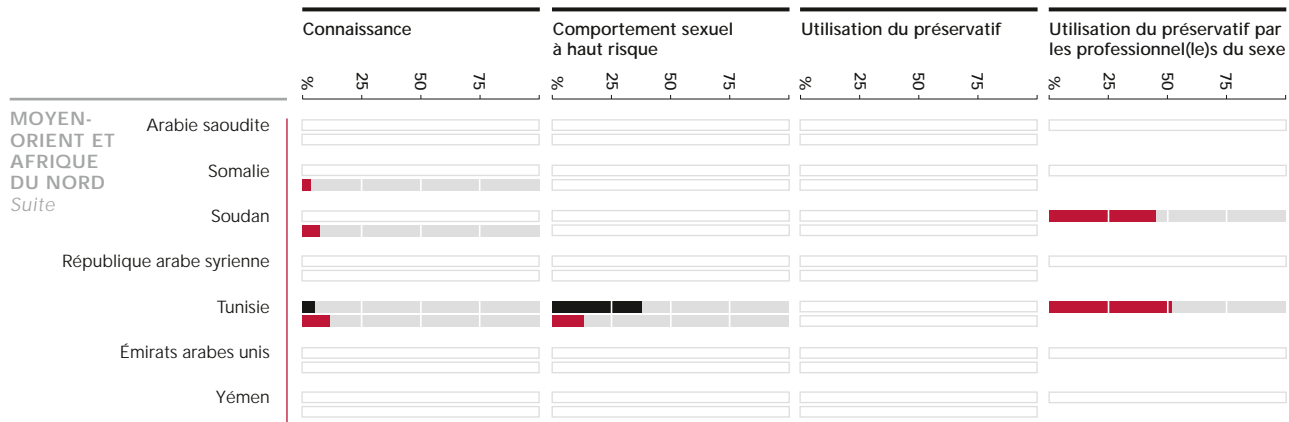 Connaissance
Comportement sexuel
à haut risque
Utilisation du préservatif
Utilisation du préservatif par
les professionnel(le)s du sexe
% 25 50 75
% 25 50 75
% 25 50 75
% 25 50 75
MOYEN-
ORIENT ET
AFRIQUE
DU NORD
Suite
Arabie saoudite
Somalie
Soudan
République arabe syrienne
Tunisie
Émirats arabes unis
Yémen